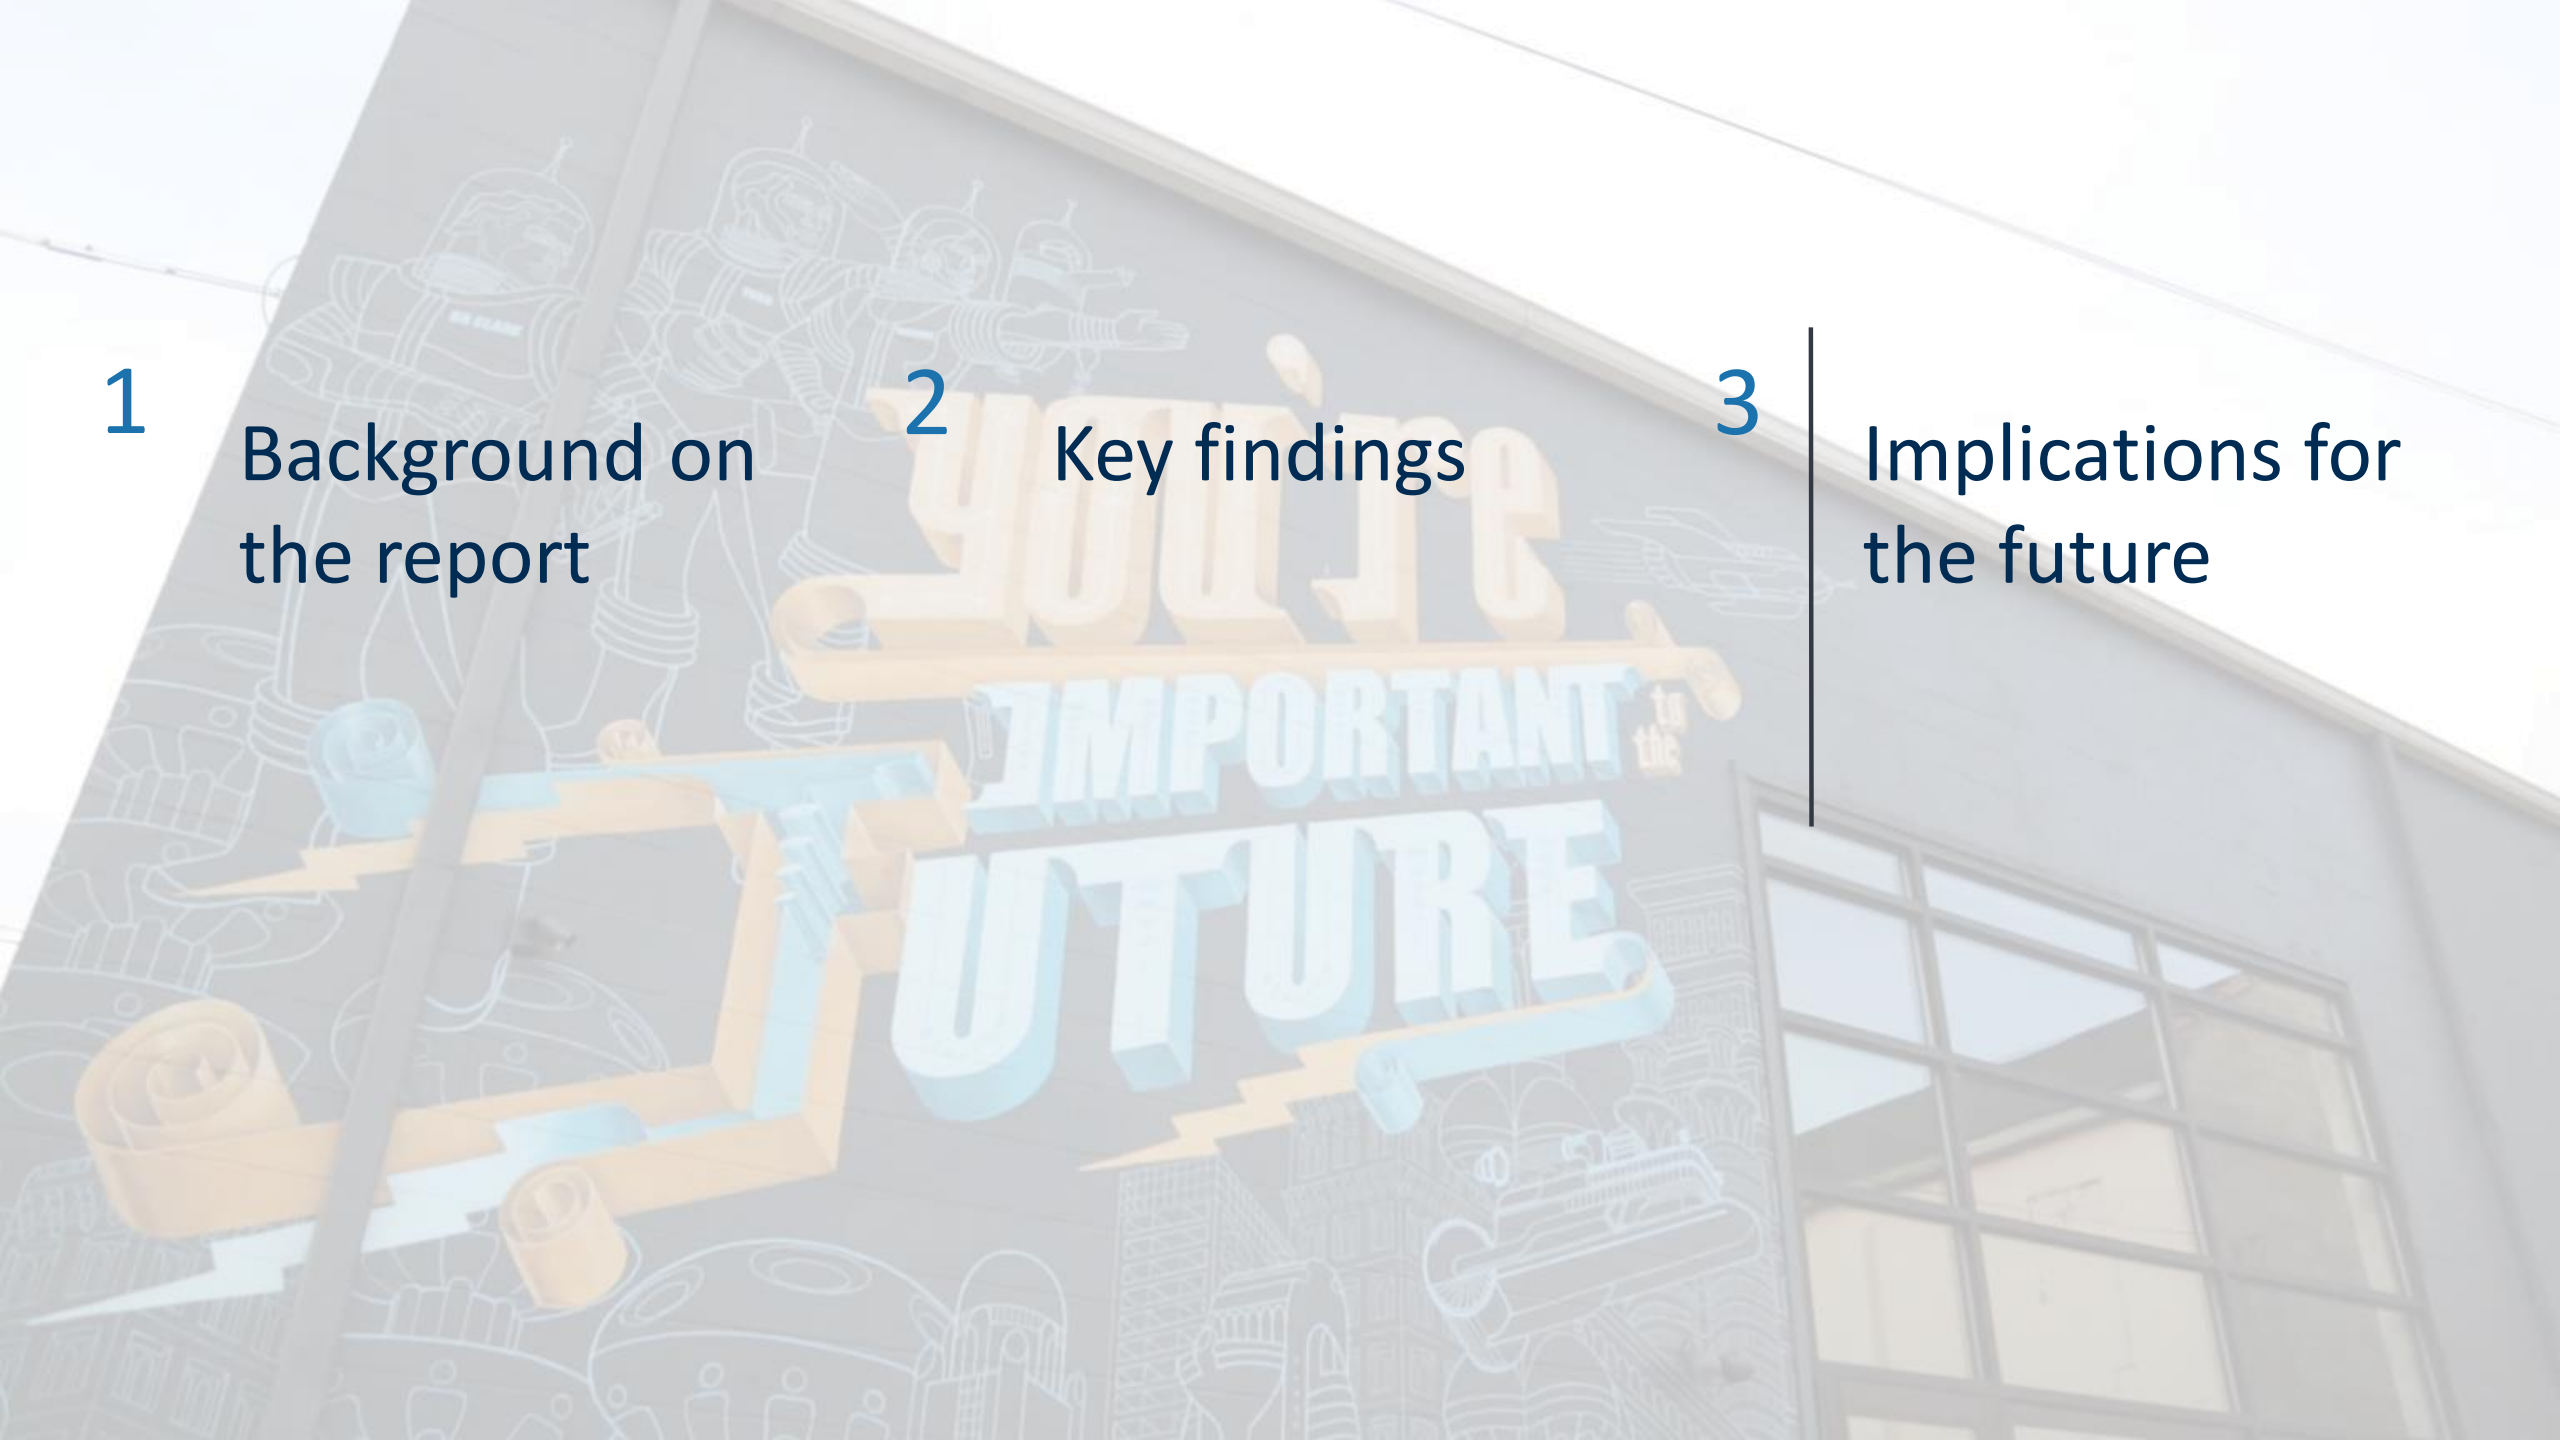 1
Background on
the report
2
Key findings
3
Implications for
the future
you're
IMPORTANT
to
the
FUTURE